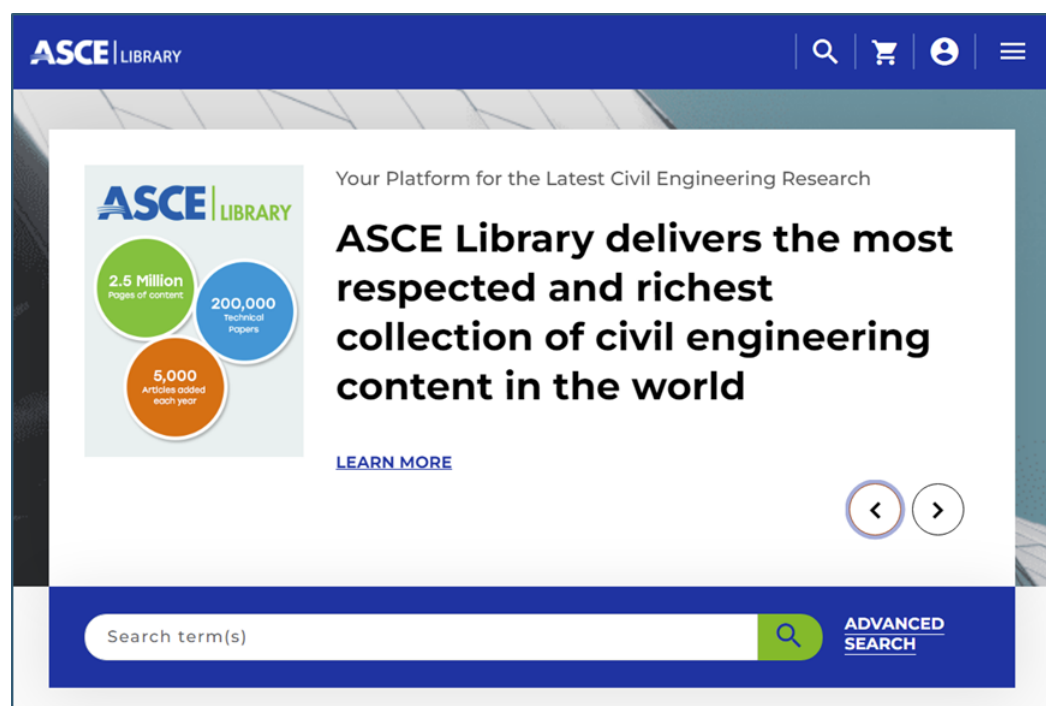 ASCE LIBRARY
ASCE LIBRARY
2.5 Million
Pages of content
200,000
Technical
Papers
5,000
Articles added
each year
Your Platform for the Latest Civil Engineering Research
ASCE Library delivers the most
respected and richest
collection of civil engineering
content in the world
LEARN MORE
Search term(s)
ADVANCED
SEARCH